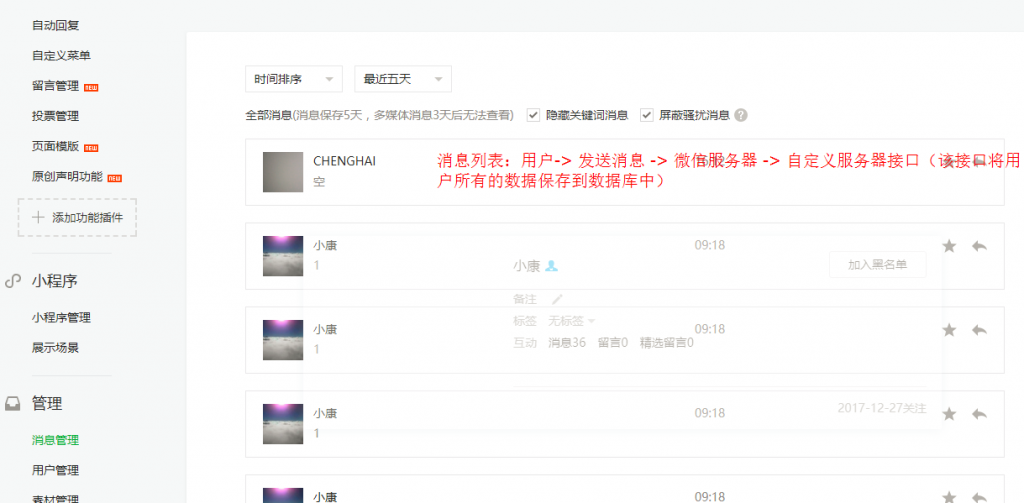 自动回复
自定义菜单
留言管理 NEW
投票管理
页面模版 NEW
原创声明功能 NEW
添加功能插件
小程序
小程序管理
展示场景
管理
消息管理
用户管理
素材管理
时间排序
最近五天
全部消息(消息保存5天，多媒体消息3天后无法查看)
隐藏关键词消息
屏蔽骚扰消息 ?
CHENGHAI
空
消息列表：用户-> 发送消息 -> 微信服务器 -> 自定义服务器接口（该接口将用
户所有的数据保存到数据库中）
小康
09:18
1
小康
加入黑名单
备注
标签 无标签
互动 消息36 留言0 精选留言0
小康
09:18
1
小康
09:18
1
2017-12-27关注
小康
09:18